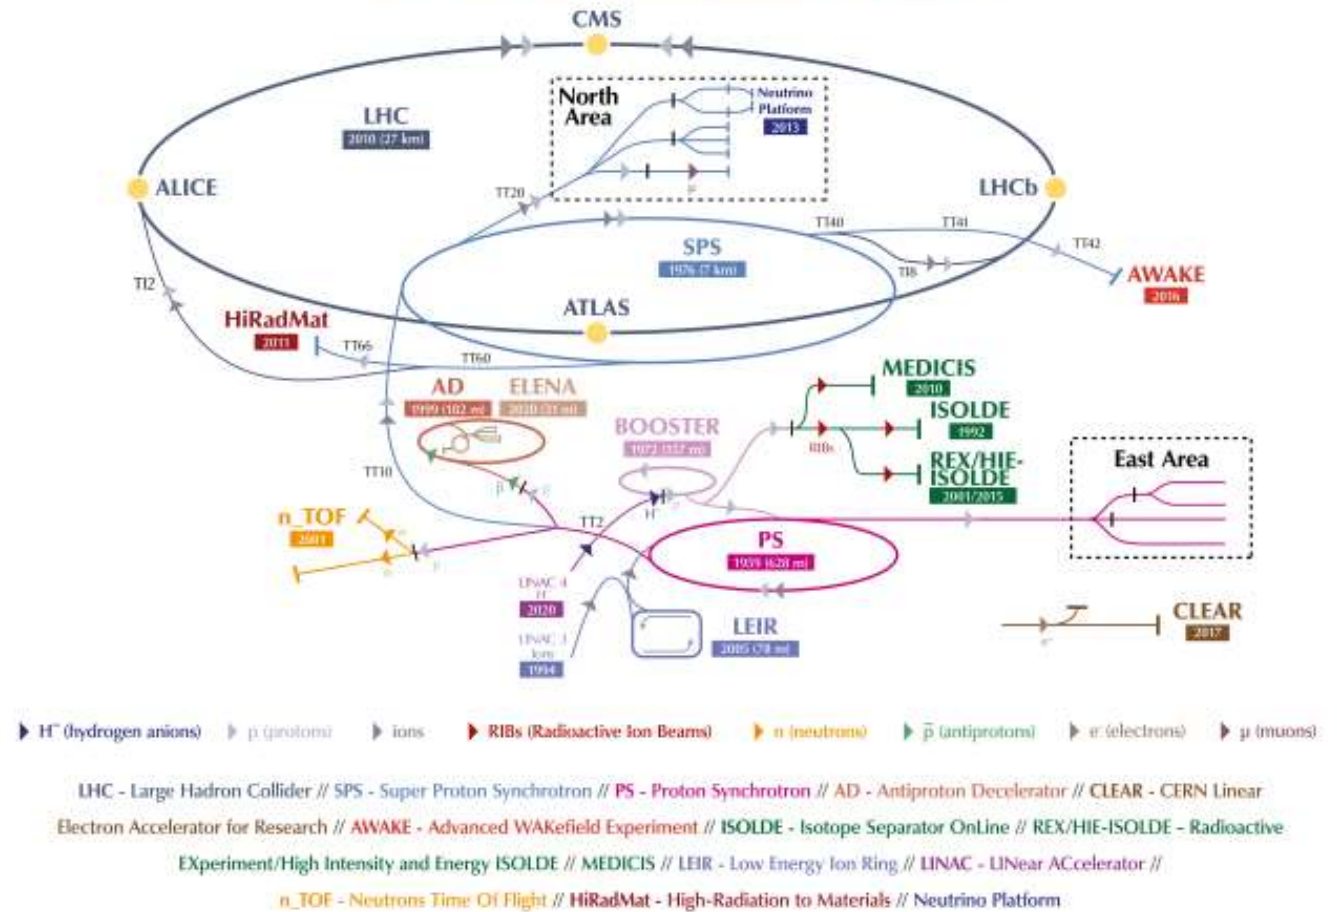 CMS
North
Area
Neutrino
Platform
2013
LHC
2010 (27 km)
ALICE
LHCb
TT20
TT40
TT41
TT42
SPS
1976 (7 km)
TI8
TI2
AWAKE
2016
ATLAS
HiRadMat
2011
TT66
TT60
AD
1999 (182 m)
ELENA
2020 (31 m)
MEDICIS
2010
BOOSTER
1972 (157 m)
ISOLDE
1992
RIBs
REX/HIE-
ISOLDE
2001/2015
East Area
TT10
p̄
p
H⁻
n_TOF
2001
TT2
PS
1959 (628 m)
LINAC 4
H⁻
2020
LINAC 3
Ions
1994
LEIR
2005 (78 m)
CLEAR
2017
e⁻
H⁻ (hydrogen anions)
p (protons)
ions
RIBs (Radioactive Ion Beams)
n (neutrons)
p̄ (antiprotons)
e⁻ (electrons)
μ (muons)
LHC - Large Hadron Collider // SPS - Super Proton Synchrotron // PS - Proton Synchrotron // AD - Antiproton Decelerator // CLEAR - CERN Linear
Electron Accelerator for Research // AWAKE - Advanced WAKefield Experiment // ISOLDE - Isotope Separator OnLine // REX/HIE-ISOLDE - Radioactive
EXperiment/High Intensity and Energy ISOLDE // MEDICIS // LEIR - Low Energy Ion Ring // LINAC - LINear ACcelerator //
n_TOF - Neutrons Time Of Flight // HiRadMat - High-Radiation to Materials // Neutrino Platform